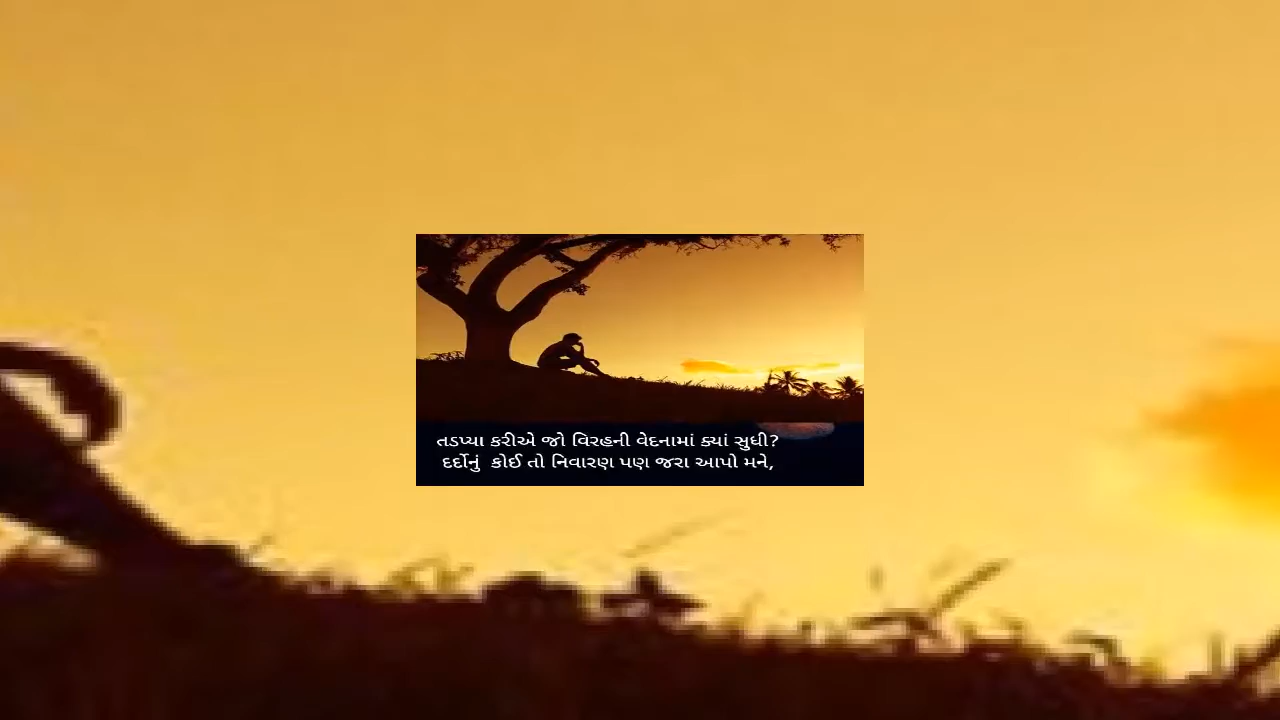 તડપ્યા કરીએ જો વિરહની વેદનામાં ક્યાં સુધી?
દર્દોનું કોઈ તો નિવારણ પણ જરા આપો મને,